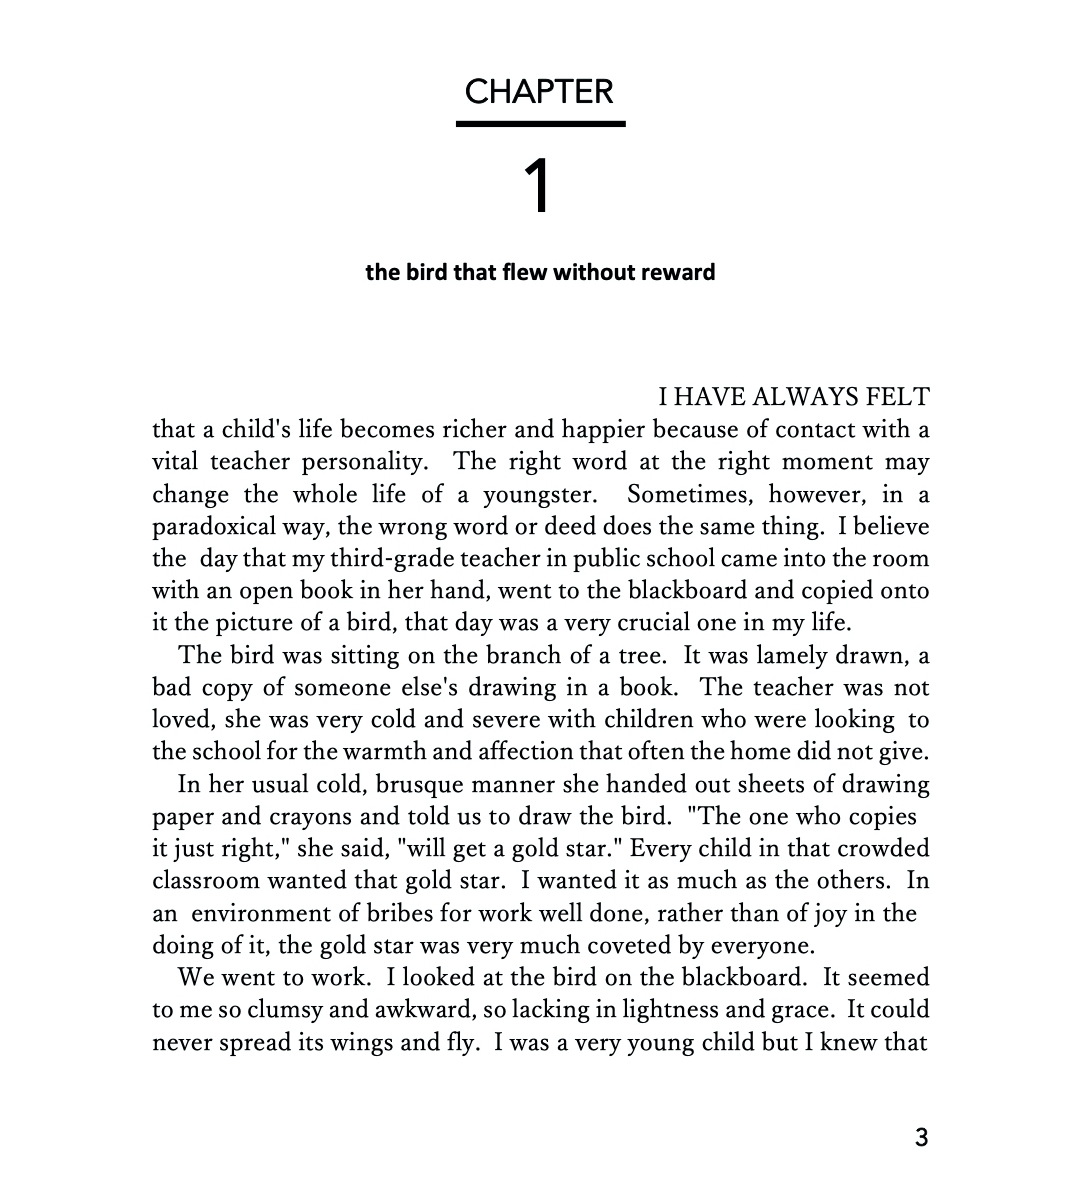 CHAPTER
1
the bird that flew without reward
I HAVE ALWAYS FELT
that a child's life becomes richer and happier because of contact with a
vital teacher personality.  The right word at the right moment may
change the whole life of a youngster.  Sometimes, however, in a
paradoxical way, the wrong word or deed does the same thing.  I believe
the  day that my third-grade teacher in public school came into the room
with an open book in her hand, went to the blackboard and copied onto
it the picture of a bird, that day was a very crucial one in my life.
The bird was sitting on the branch of a tree.  It was lamely drawn, a
bad copy of someone else's drawing in a book.  The teacher was not
loved, she was very cold and severe with children who were looking  to
the school for the warmth and affection that often the home did not give.
In her usual cold, brusque manner she handed out sheets of drawing
paper and crayons and told us to draw the bird.  "The one who copies
it just right," she said, "will get a gold star." Every child in that crowded
classroom wanted that gold star.  I wanted it as much as the others.  In
an  environment of bribes for work well done, rather than of joy in the
doing of it, the gold star was very much coveted by everyone.
We went to work.  I looked at the bird on the blackboard.  It seemed
to me so clumsy and awkward, so lacking in lightness and grace.  It could
never spread its wings and fly.  I was a very young child but I knew that
3